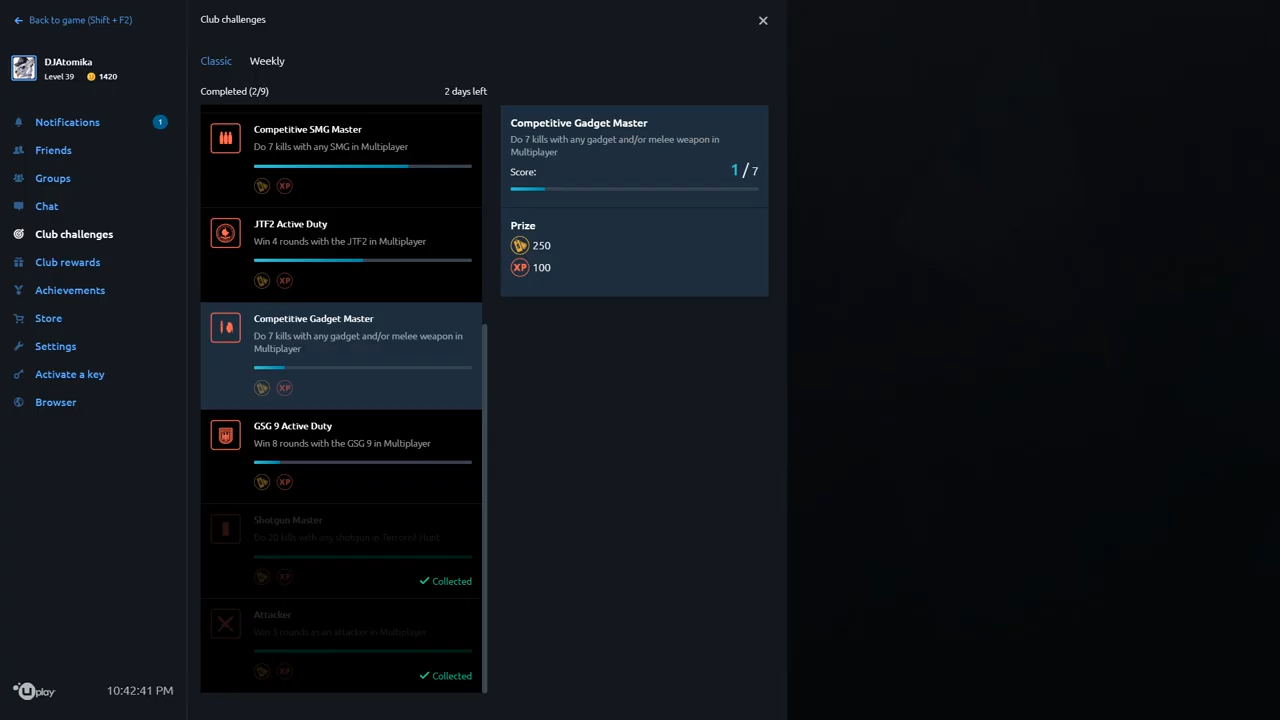 Back to game (Shift + F2)
DJAtomika
Level 39 1420
Notifications 1
Friends
Groups
Chat
Club challenges
Club rewards
Achievements
Store
Settings
Activate a key
Browser
Uplay 10:42:41 PM
Club challenges
Classic Weekly
Completed (2/9) 2 days left
Competitive SMG Master
Do 7 kills with any SMG in Multiplayer
XP
JTF2 Active Duty
Win 4 rounds with the JTF2 in Multiplayer
XP
Competitive Gadget Master
Do 7 kills with any gadget and/or melee weapon in
Multiplayer
XP
GSG 9 Active Duty
Win 8 rounds with the GSG 9 in Multiplayer
XP
Shotgun Master
Do 20 kills with any shotgun in Terrorist Hunt
XP
Collected
Attacker
Win 3 rounds as an attacker in Multiplayer
XP
Collected
Competitive Gadget Master
Do 7 kills with any gadget and/or melee weapon in
Multiplayer
Score: 1 / 7
Prize
250
XP 100